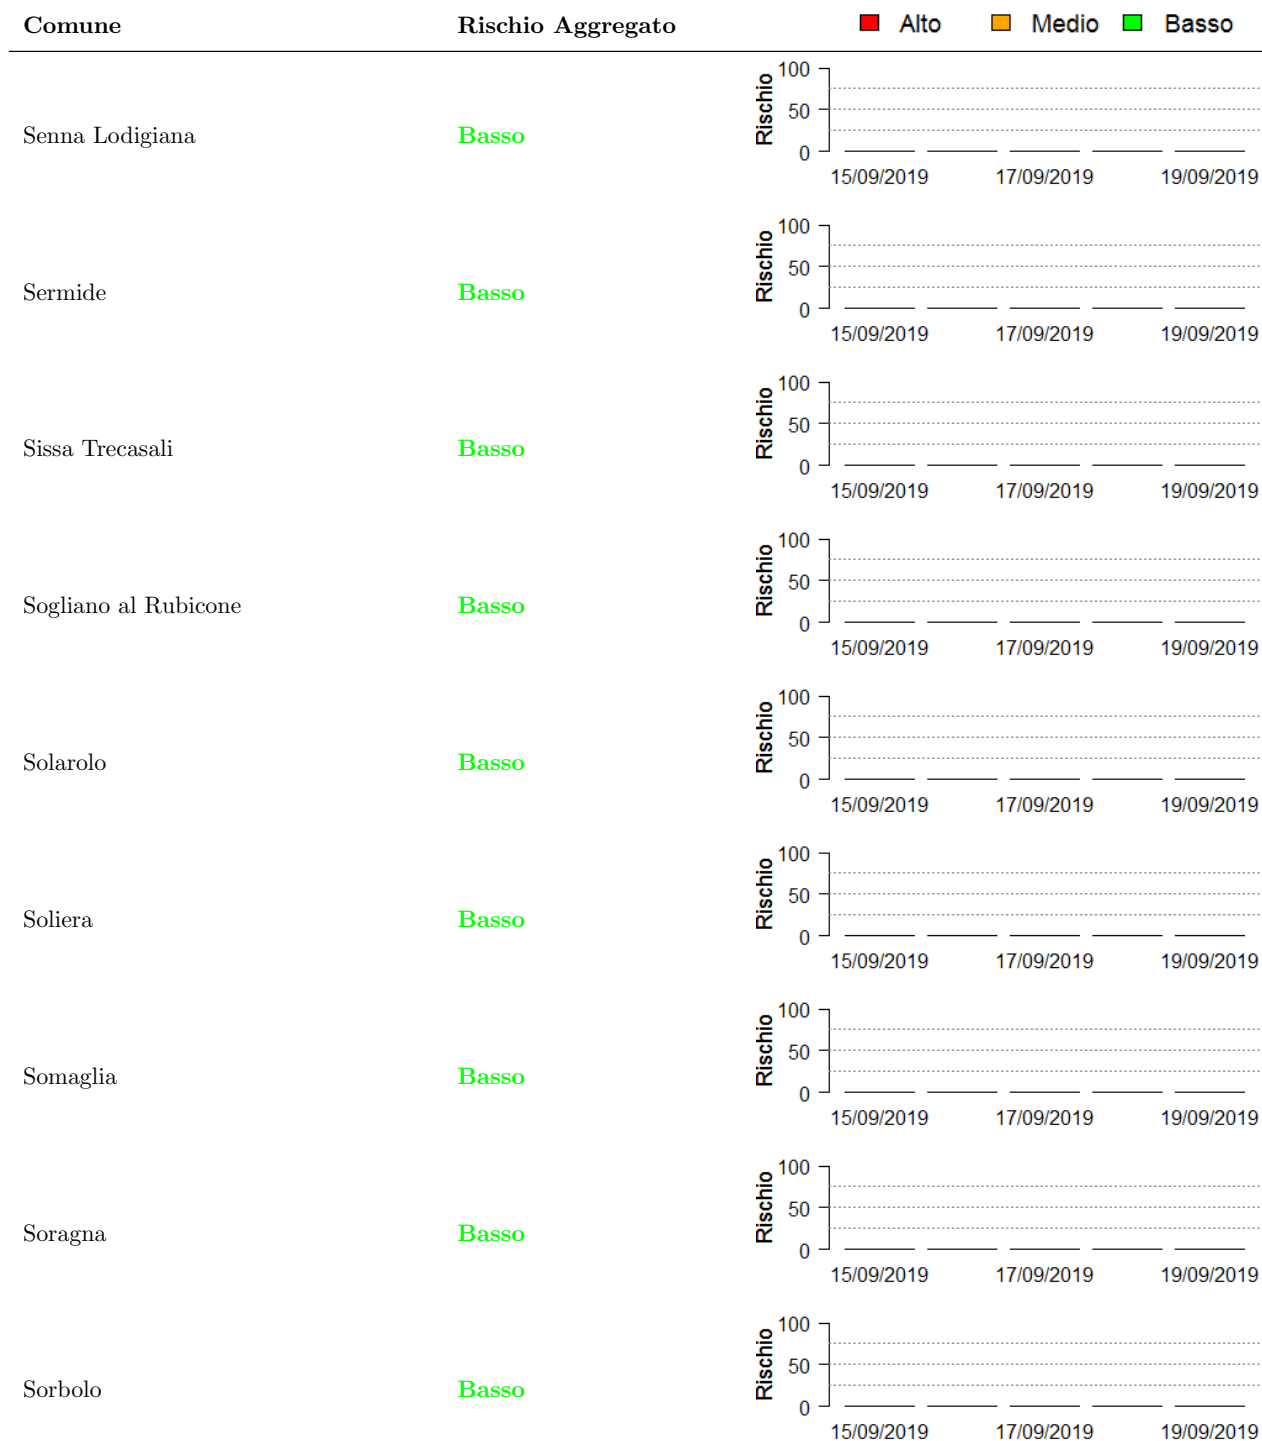 Comune Rischio Aggregato Alto Medio Basso
Senna Lodigiana Basso Rischio 100 50 0
15/09/2019 17/09/2019 19/09/2019
Sermide Basso Rischio 100 50 0
15/09/2019 17/09/2019 19/09/2019
Sissa Trecasali Basso Rischio 100 50 0
15/09/2019 17/09/2019 19/09/2019
Sogliano al Rubicone Basso Rischio 100 50 0
15/09/2019 17/09/2019 19/09/2019
Solarolo Basso Rischio 100 50 0
15/09/2019 17/09/2019 19/09/2019
Soliera Basso Rischio 100 50 0
15/09/2019 17/09/2019 19/09/2019
Somaglia Basso Rischio 100 50 0
15/09/2019 17/09/2019 19/09/2019
Soragna Basso Rischio 100 50 0
15/09/2019 17/09/2019 19/09/2019
Sorbolo Basso Rischio 100 50 0
15/09/2019 17/09/2019 19/09/2019